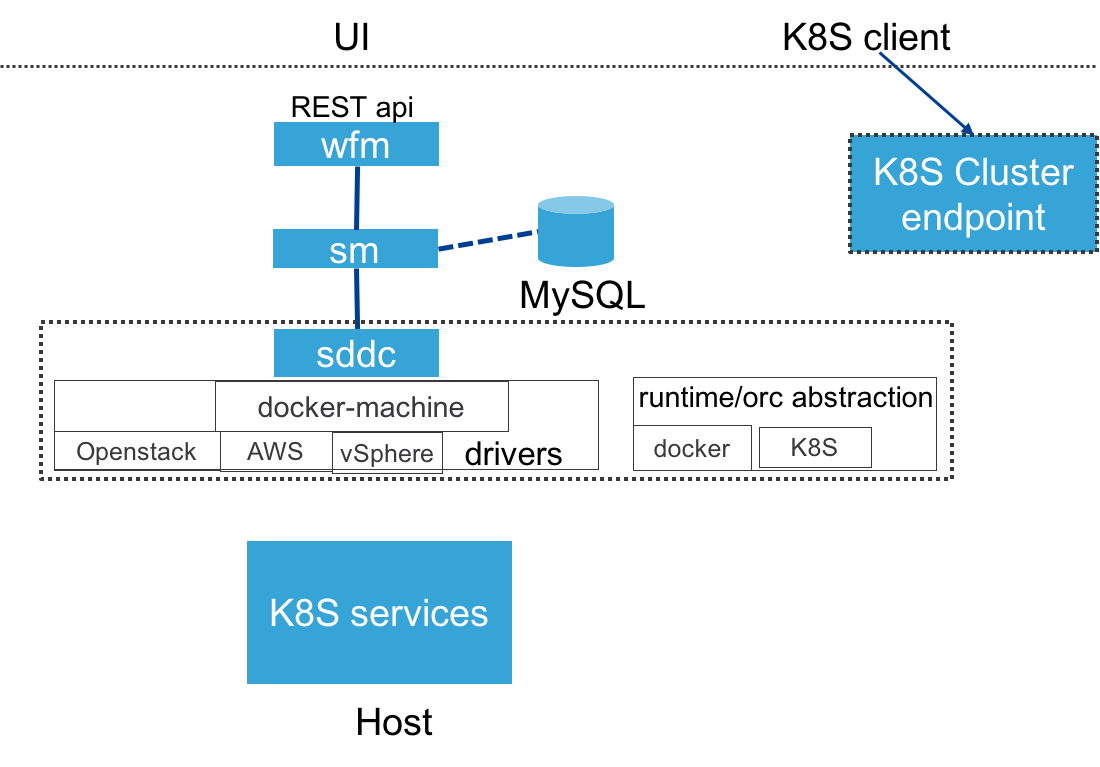 UI
K8S client
REST api
wfm
K8S Cluster
endpoint
sm
MySQL
sddc
docker-machine
runtime/orc abstraction
Openstack
AWS
vSphere
drivers
docker
K8S
K8S services
Host